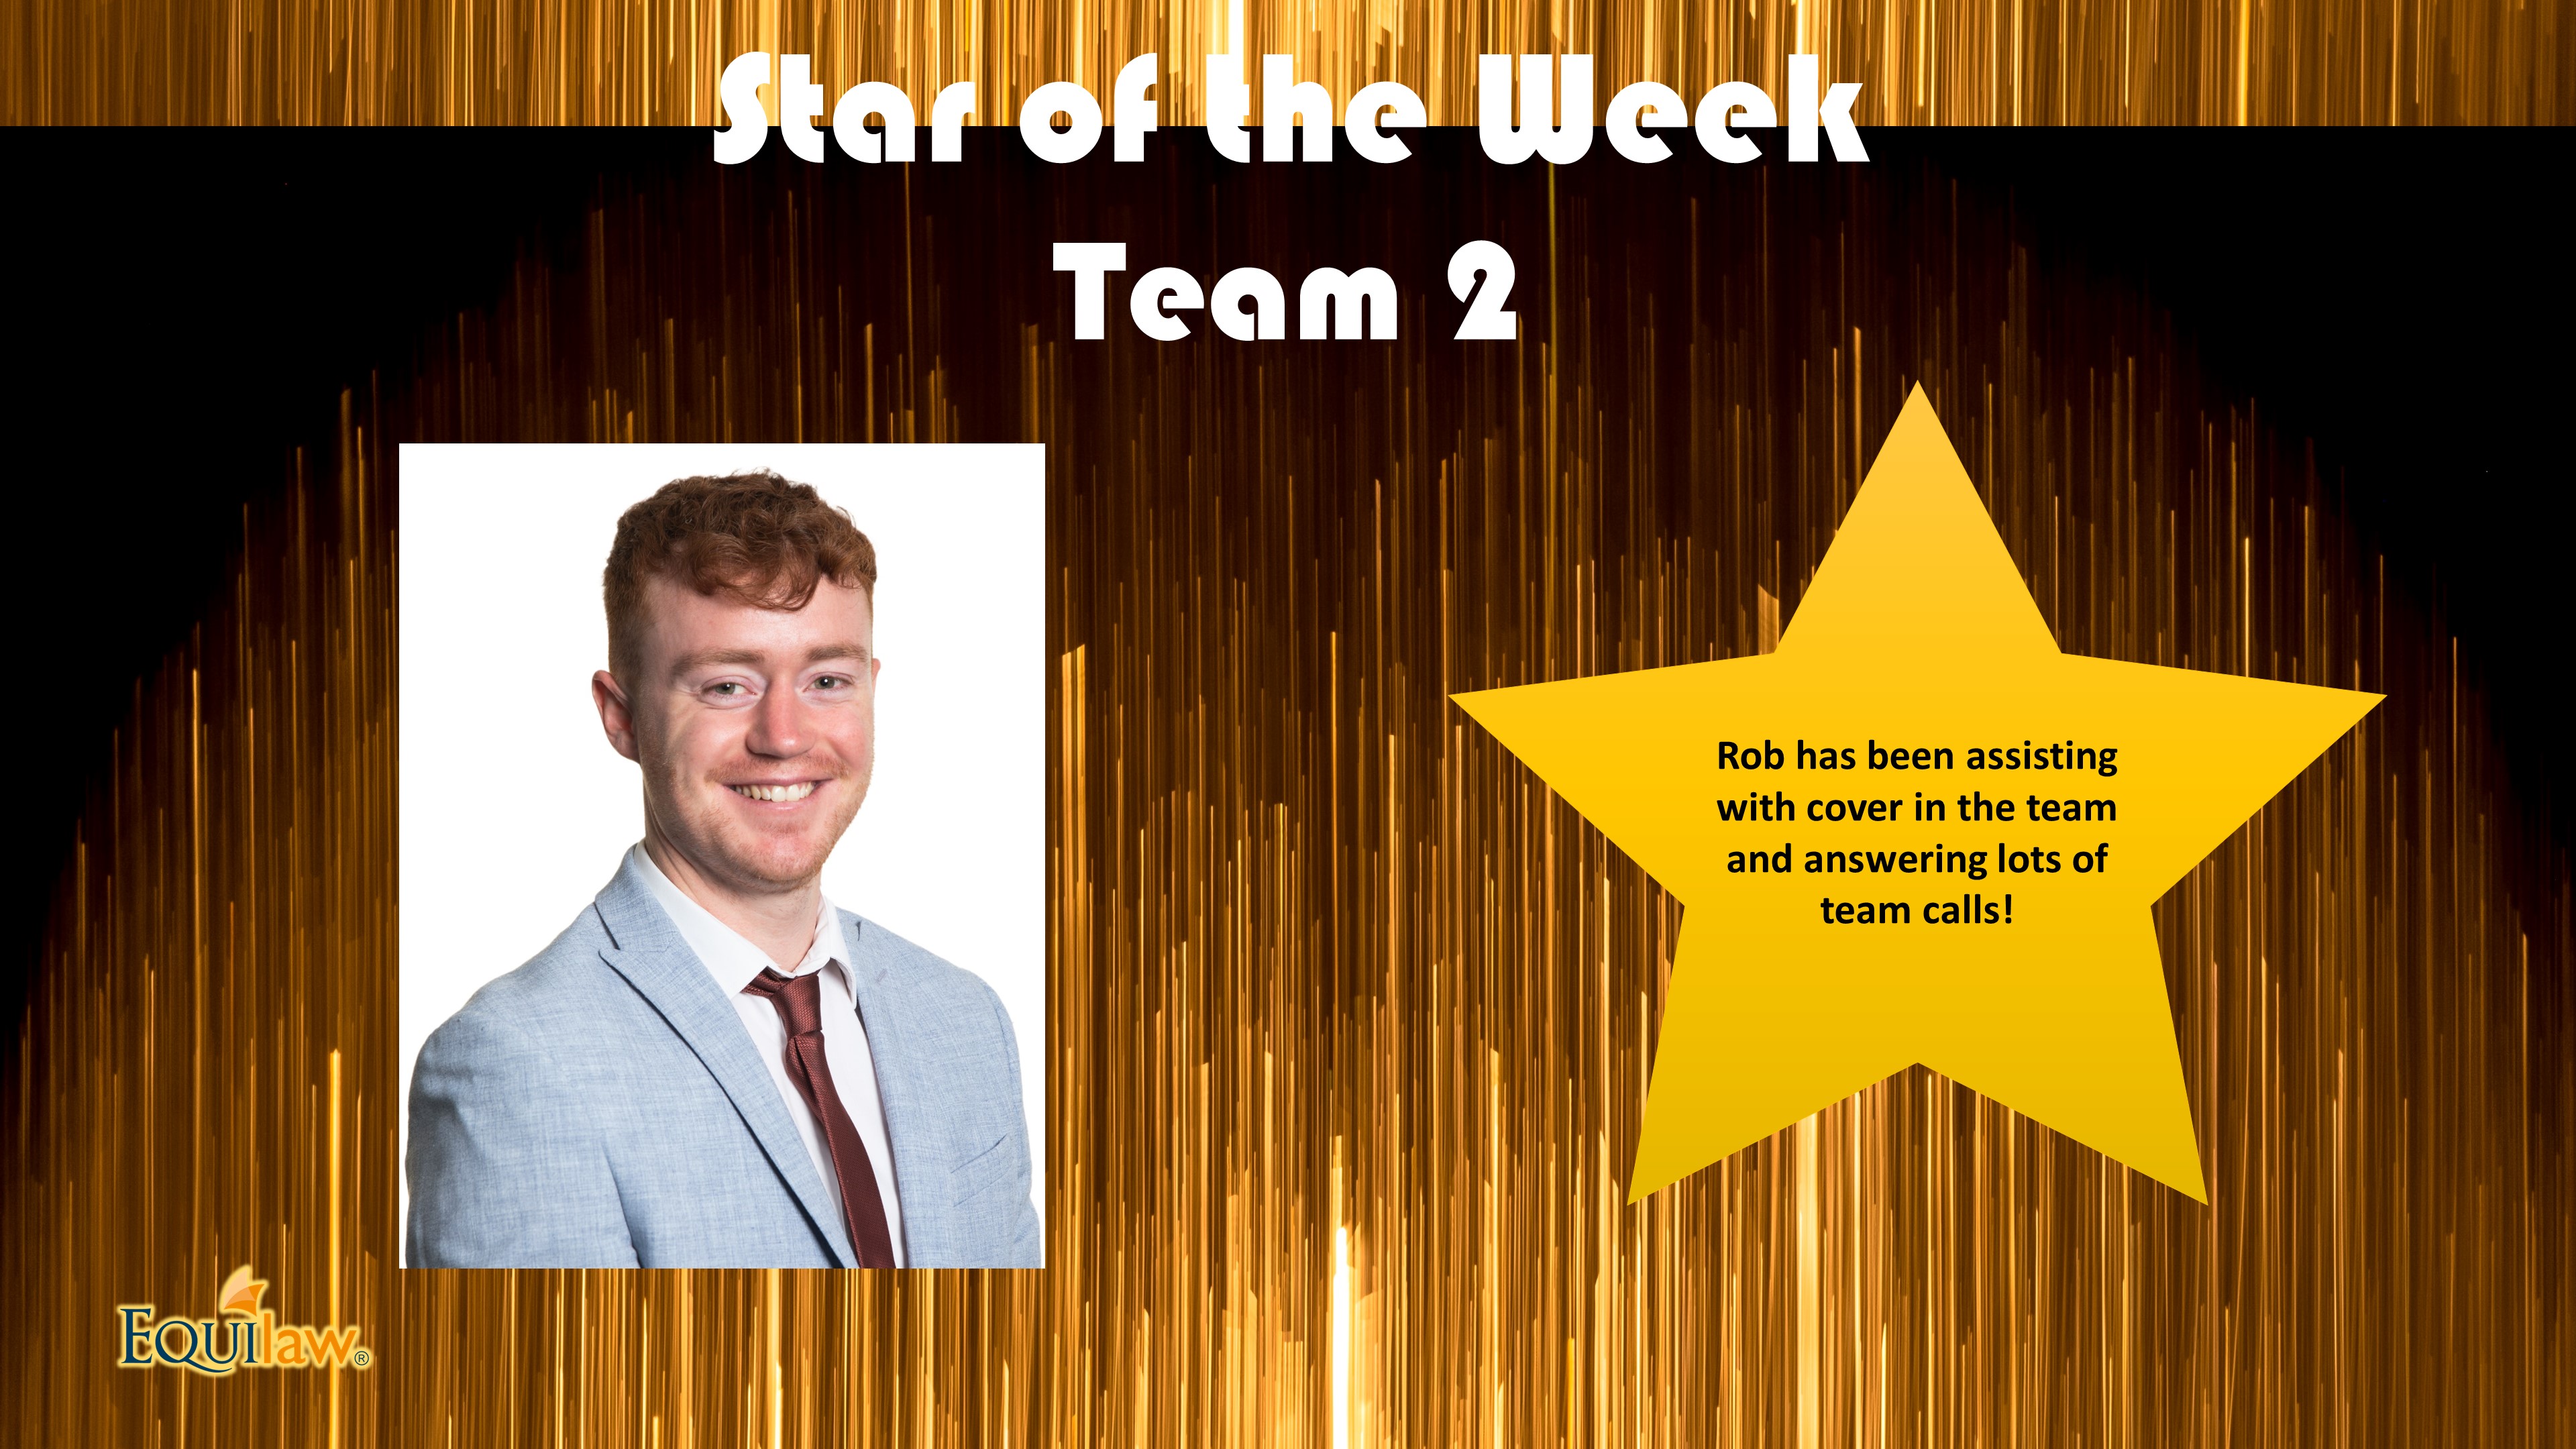 Star of the Week
Team 2
Rob has been assisting
with cover in the team
and answering lots of
team calls!
EQUIlaw®